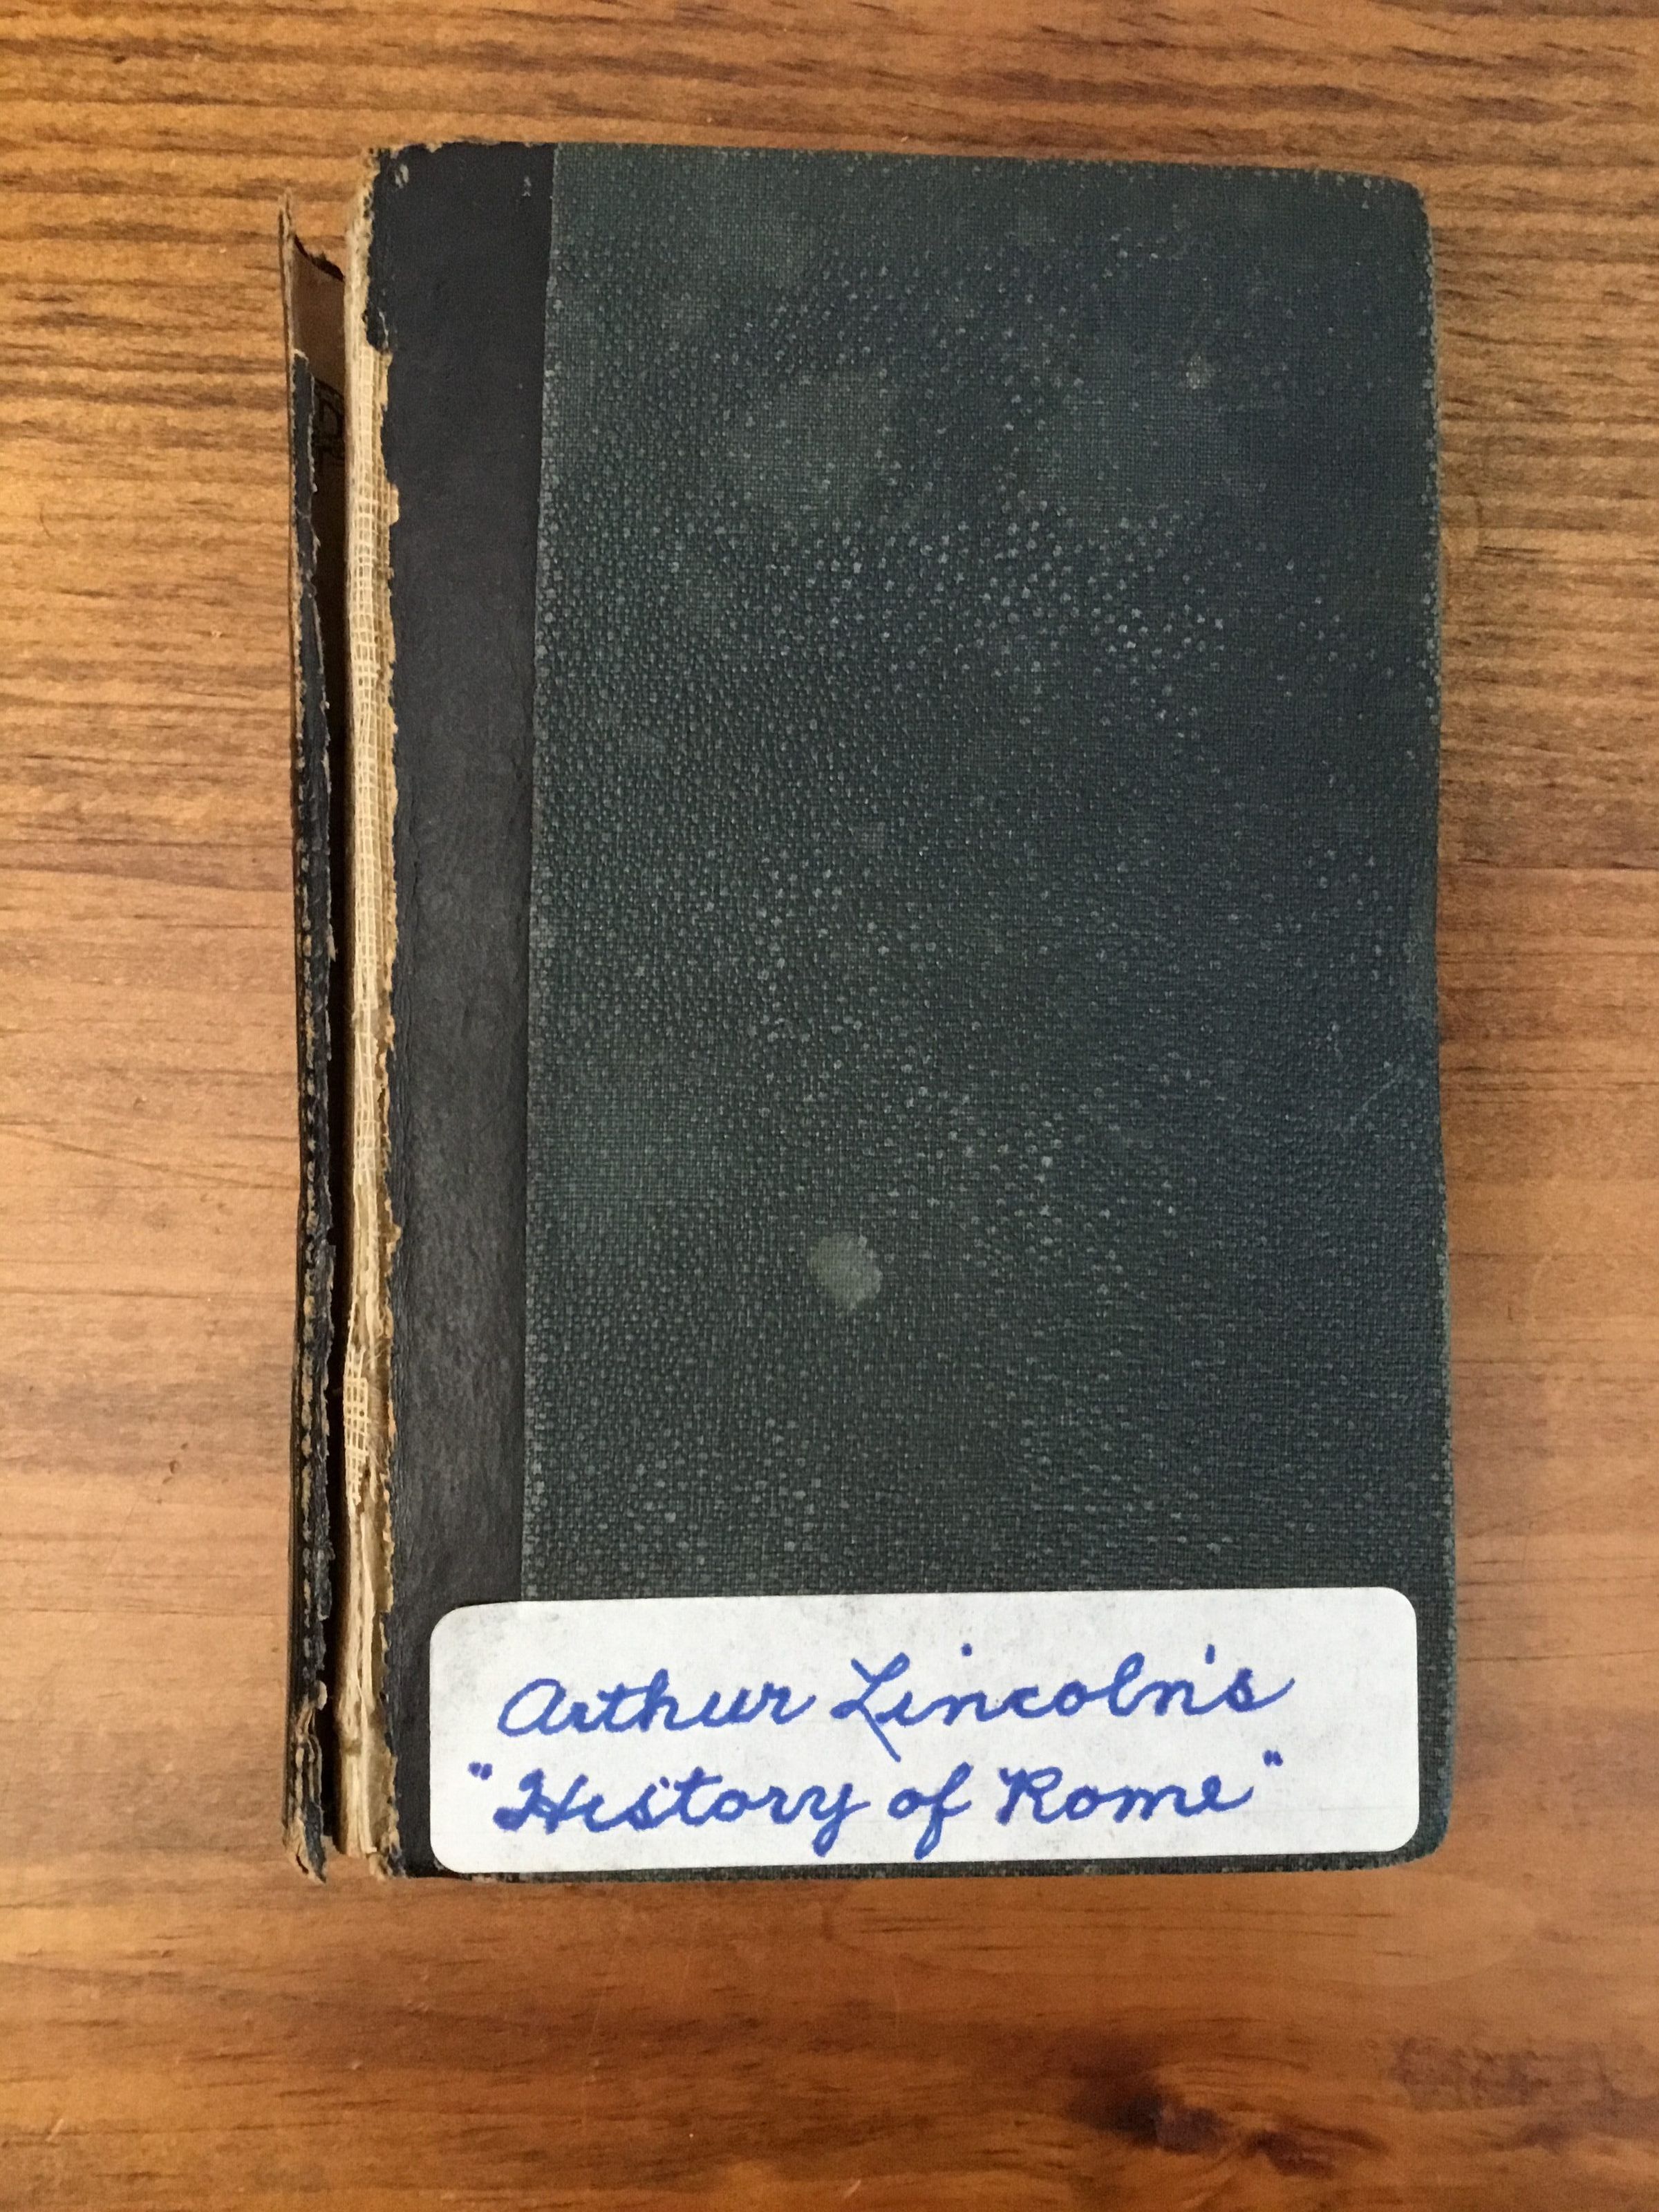 Arthur Lincoln's
"History of Rome"